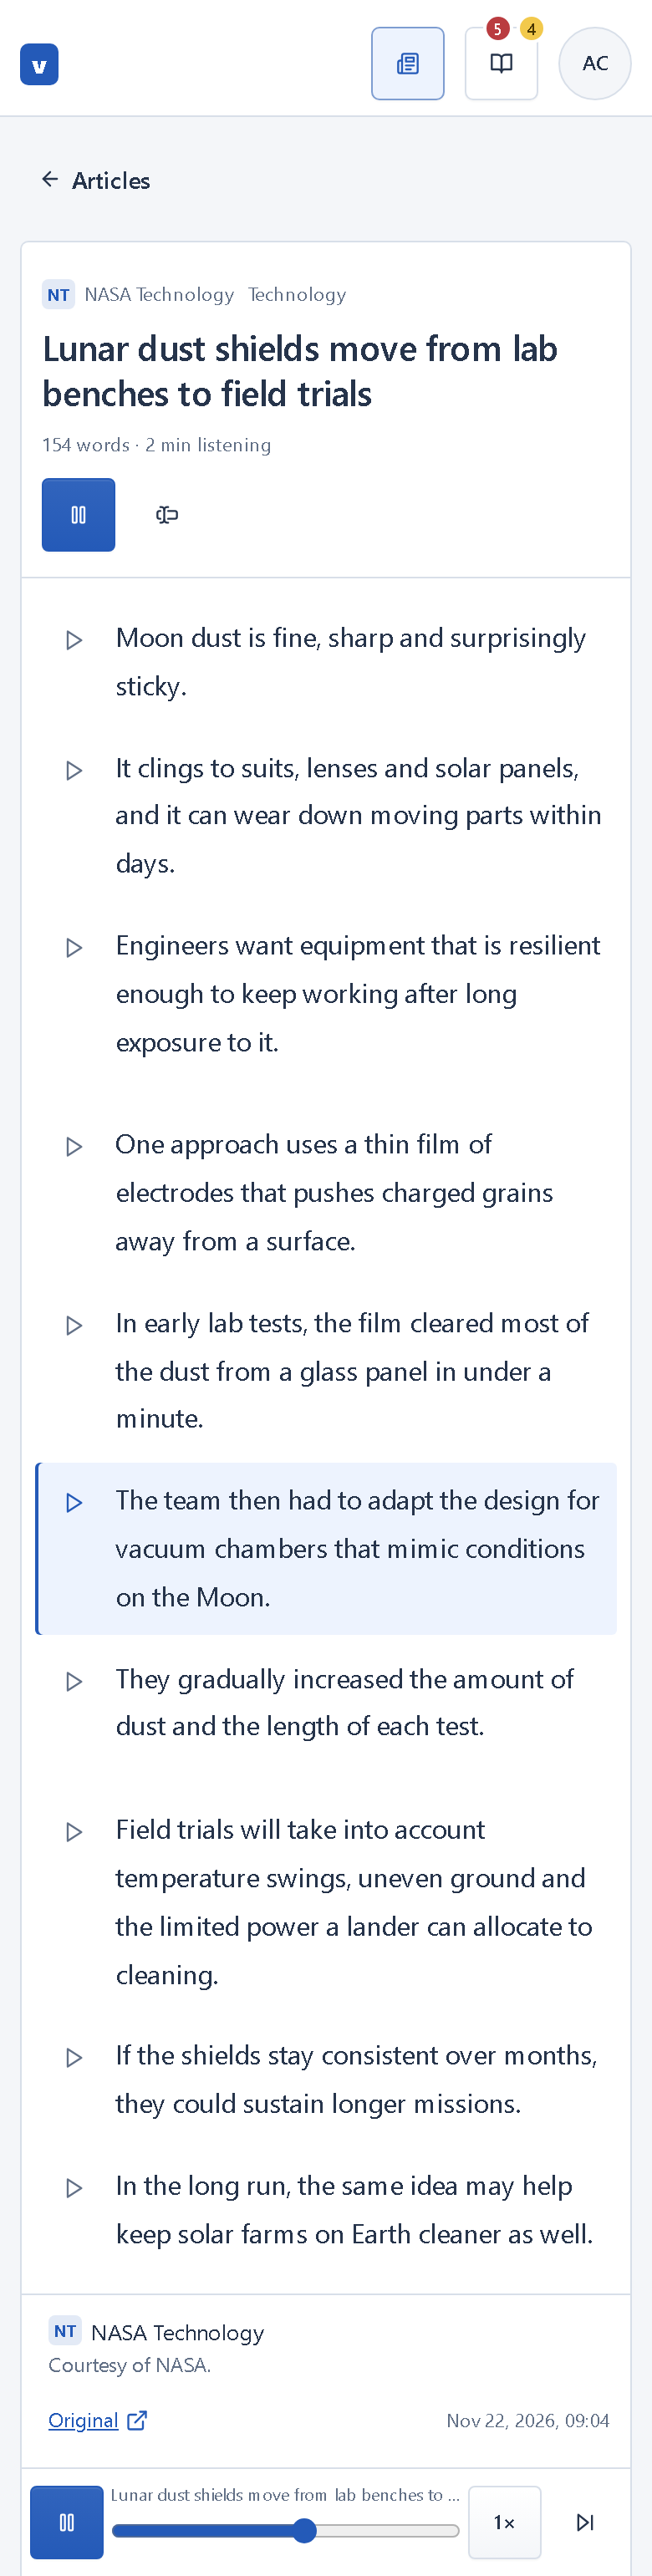 v
5
4
AC
Articles
NT NASA Technology Technology
Lunar dust shields move from lab
benches to field trials
154 words · 2 min listening
Moon dust is fine, sharp and surprisingly
sticky.
It clings to suits, lenses and solar panels,
and it can wear down moving parts within
days.
Engineers want equipment that is resilient
enough to keep working after long
exposure to it.
One approach uses a thin film of
electrodes that pushes charged grains
away from a surface.
In early lab tests, the film cleared most of
the dust from a glass panel in under a
minute.
The team then had to adapt the design for
vacuum chambers that mimic conditions
on the Moon.
They gradually increased the amount of
dust and the length of each test.
Field trials will take into account
temperature swings, uneven ground and
the limited power a lander can allocate to
cleaning.
If the shields stay consistent over months,
they could sustain longer missions.
In the long run, the same idea may help
keep solar farms on Earth cleaner as well.
NT NASA Technology
Courtesy of NASA.
Original Nov 22, 2026, 09:04
Lunar dust shields move from lab benches to ...
1×